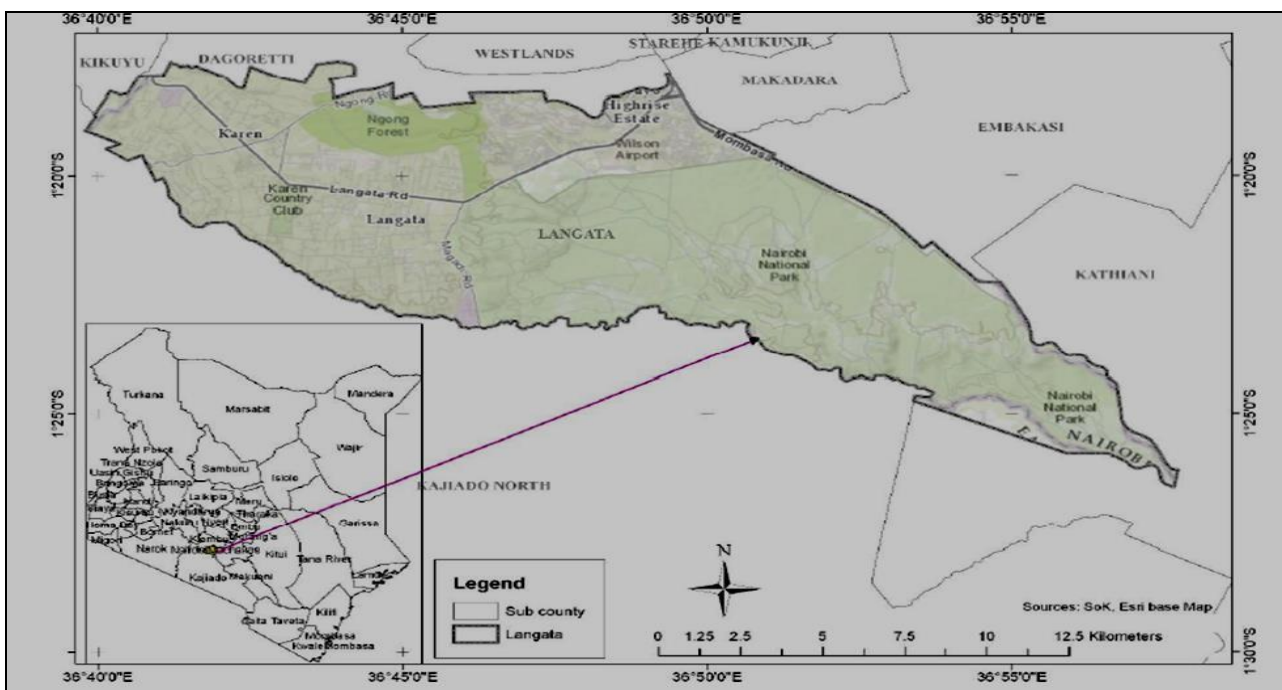 36°40'0"E 36°45'0"E 36°50'0"E 36°55'0"E
KIKUYU
DAGORETTI
WESTLANDS
STAREHE KAMUKUNJI
MAKADARA
EMBAKASI
KATHIANI
Ngong Rd
Ngong
Forest
Karen
Highrise
Estate
Wilson
Airport
Mombasa Rd
1°20'0"S
1°20'0"S
Karen
Country
Club
Langata Rd
Langata
LANGATA
Magadi Rd
Nairobi
National
Park
1°25'0"S
1°25'0"S
Nairobi
National
Park
NAIROB
KAJIADO NORTH
Turkana
Marsabit
Mandera
Wajir
West Pokot
Samburu
Isiolo
Baringo
Laikipia
Meru
Garissa
Narok
Kitui
Tana River
Kajiado
Makueni
Lamu
Kilifi
Mombasa
Kwale
Mombasa
Legend
Sub county
Langata
N
Sources: SoK, Esri base Map
0 1.25 2.5 5 7.5 10 12.5 Kilometers
1°30'0"S
36°40'0"E 36°45'0"E 36°50'0"E 36°55'0"E